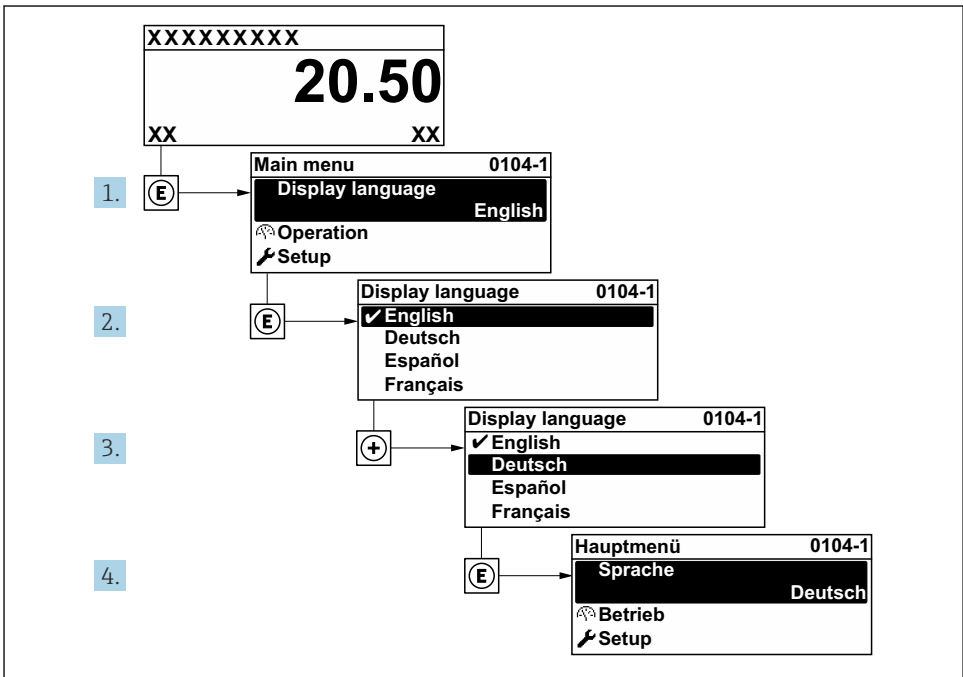 XXXXXXXXX
20.50
XX XX
Main menu 0104-1
1. E Display language
English
Operation
Setup
Display language 0104-1
2. E ✔English
Deutsch
Español
Français
Display language 0104-1
3. + ✔English
Deutsch
Español
Français
Hauptmenü 0104-1
4. E Sprache
Deutsch
Betrieb
Setup